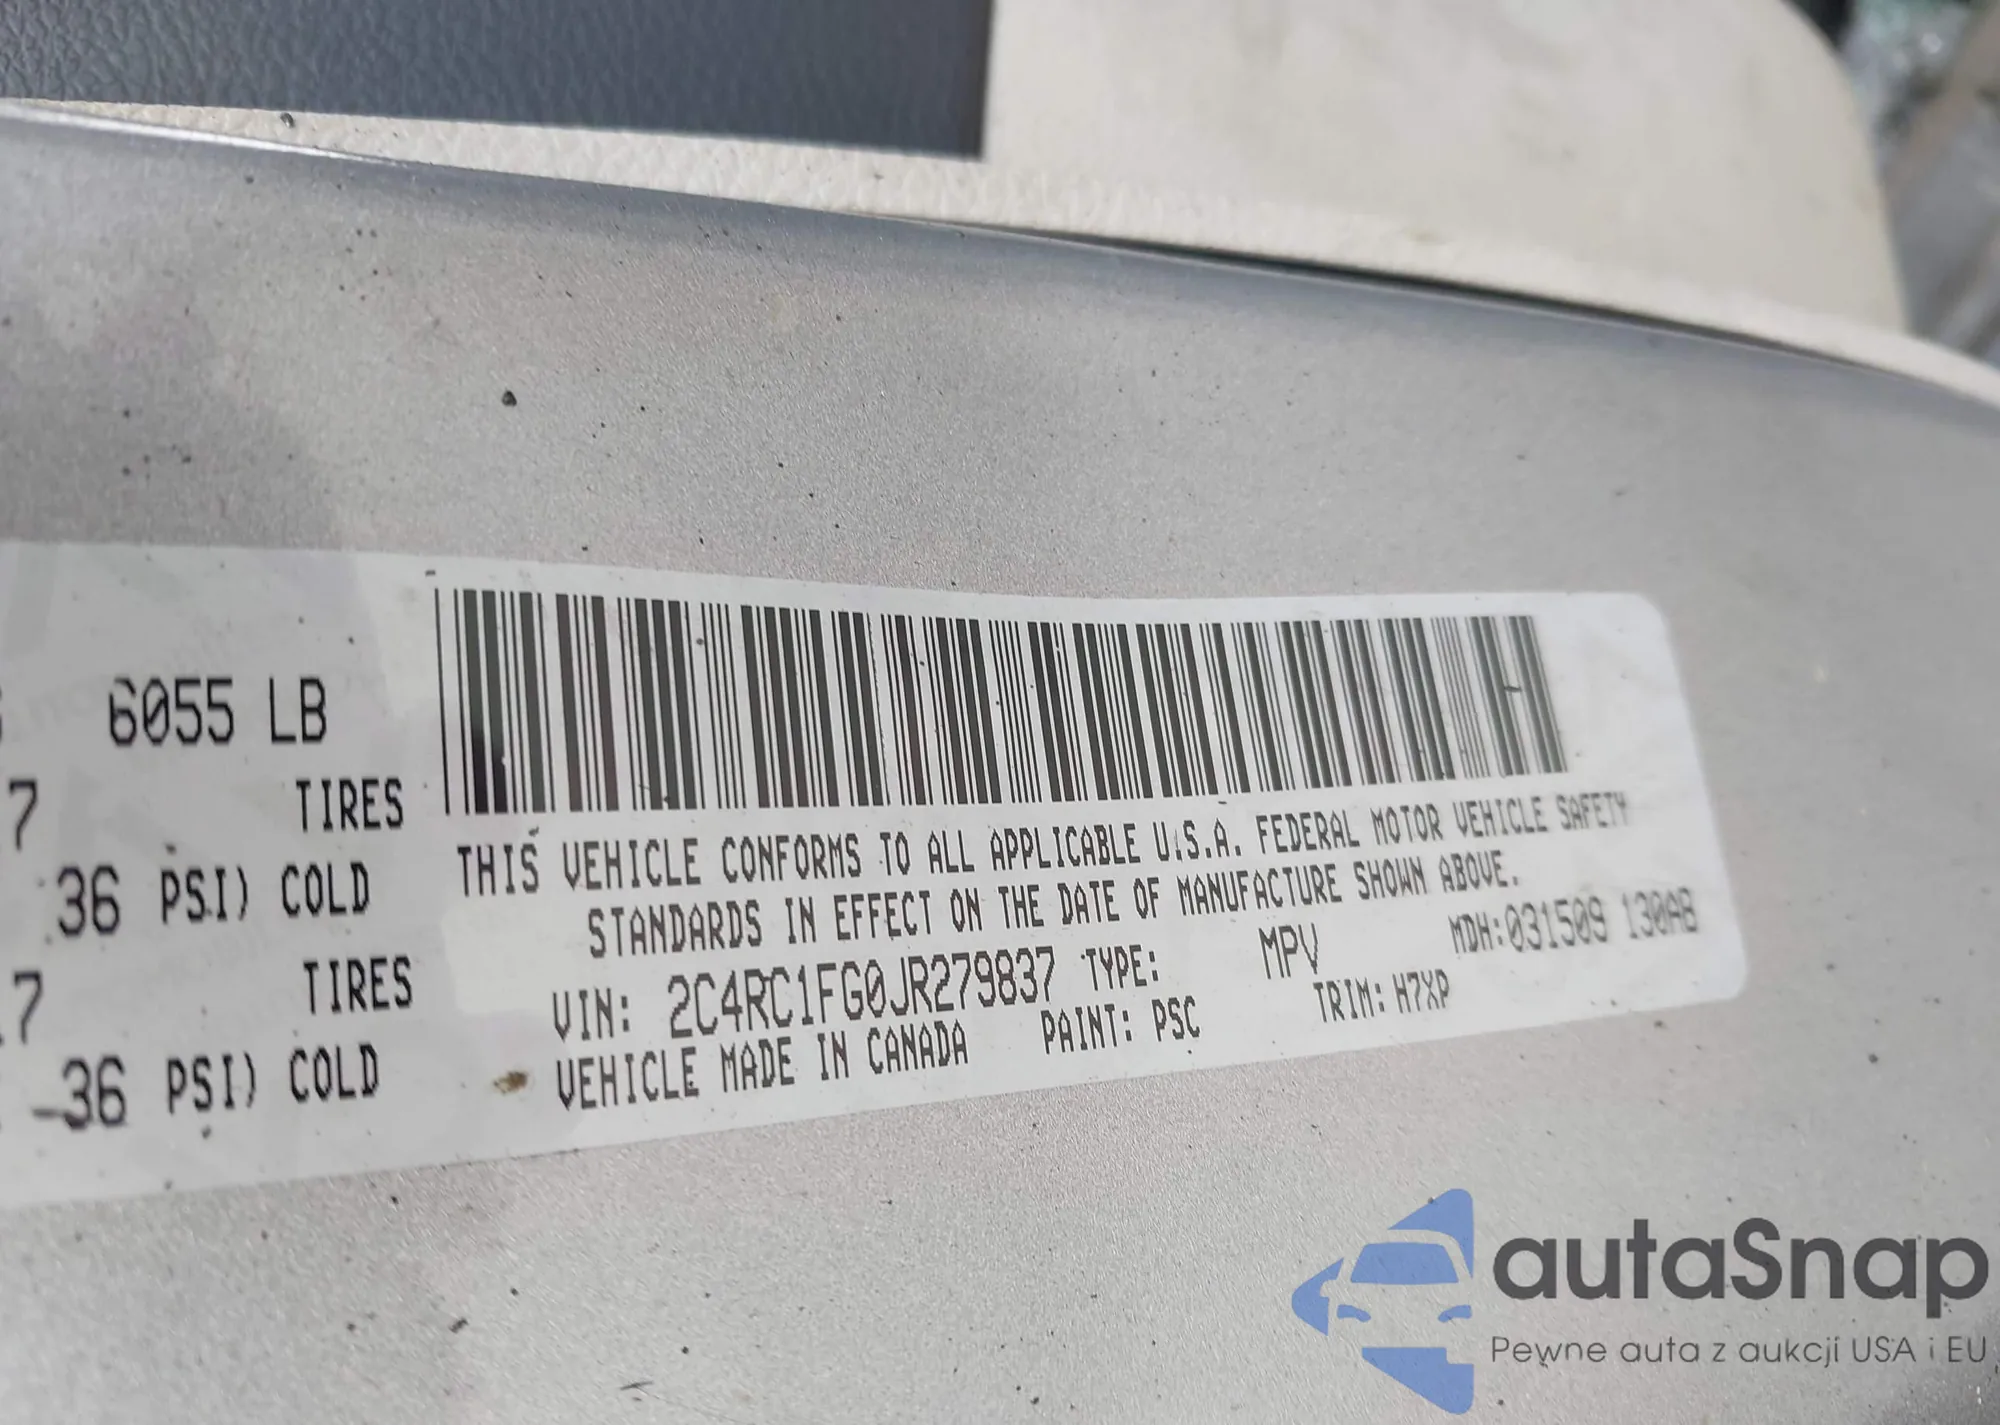 6055 LB
7 TIRES
36 PSI) COLD
7 TIRES
36 PSI) COLD
THIS VEHICLE CONFORMS TO ALL APPLICABLE U.S.A. FEDERAL MOTOR VEHICLE SAFETY
STANDARDS IN EFFECT ON THE DATE OF MANUFACTURE SHOWN ABOVE.
VIN: 2C4RC1FG0JR279837 TYPE: MPV MDH:031509 130AB
VEHICLE MADE IN CANADA PAINT: PSC TRIM: H7XP
autaSnap
Pewne auta z aukcji USA i EU